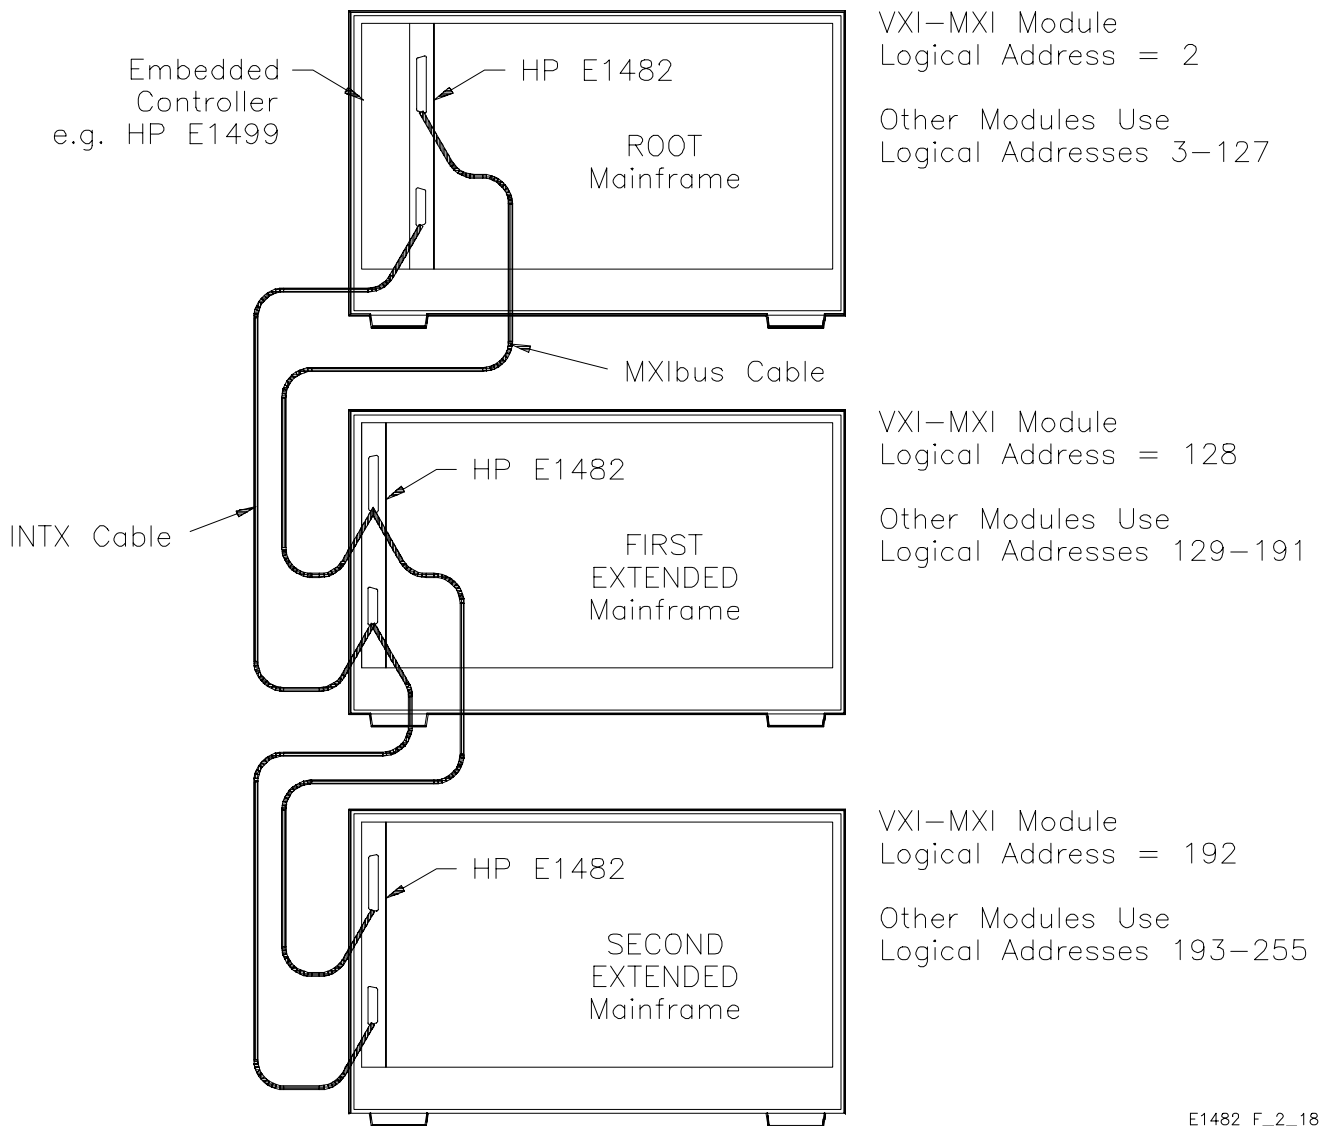 VXI-MXI Module
Logical Address = 2
Embedded
Controller
e.g. HP E1499
HP E1482
Other Modules Use
Logical Addresses 3-127
ROOT
Mainframe
MXIbus Cable
VXI-MXI Module
Logical Address = 128
HP E1482
Other Modules Use
Logical Addresses 129-191
INTX Cable
FIRST
EXTENDED
Mainframe
VXI-MXI Module
Logical Address = 192
HP E1482
Other Modules Use
Logical Addresses 193-255
SECOND
EXTENDED
Mainframe
E1482 F_2_18